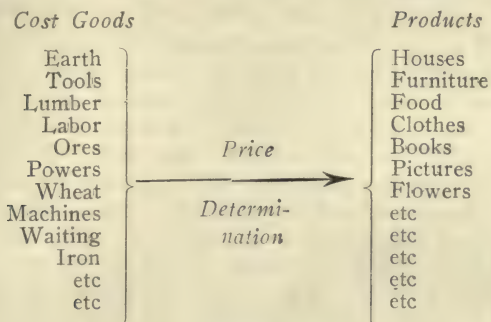 Cost Goods
Products
Earth
Tools
Lumber
Labor
Ores
Powers
Wheat
Machines
Waiting
Iron
etc
etc
Price
Determi-
nation
Houses
Furniture
Food
Clothes
Books
Pictures
Flowers
etc
etc
etc
etc
etc